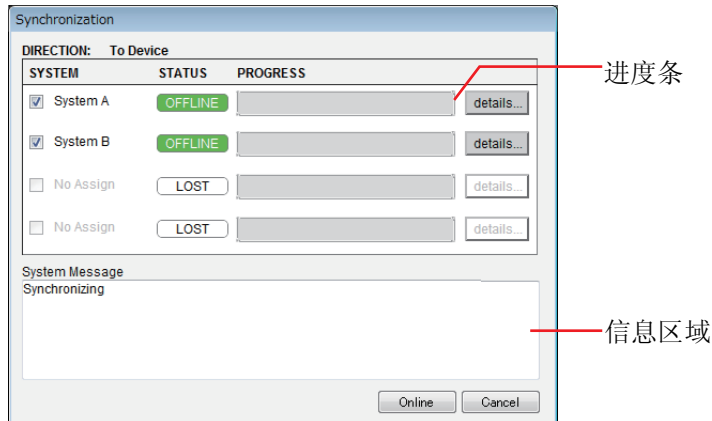 Synchronization
DIRECTION: To Device
SYSTEM STATUS PROGRESS
进度条
System A OFFLINE details...
System B OFFLINE details...
No Assign LOST details...
No Assign LOST details...
System Message
Synchronizing
信息区域
Online Cancel